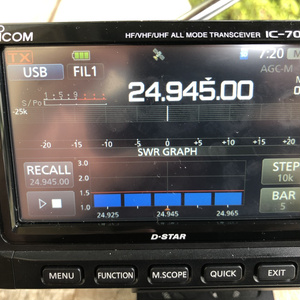 ICOM HF/VHF/UHF ALL MODE TRANSCEIVER IC-70
TX 7:20 M
USB FIL1 AGC-M
24.945.00
S/Po 1 5 9
-25k
-20 -15 -10 -5 0 +5 +10 +15 +20
SWR GRAPH
RECALL
24.945.00
3.0
2.5
2.0
1.5
1.0
24.925 24.945 24.965
STEP
10k
BAR
5
D-STAR
MENU FUNCTION M.SCOPE QUICK EXIT